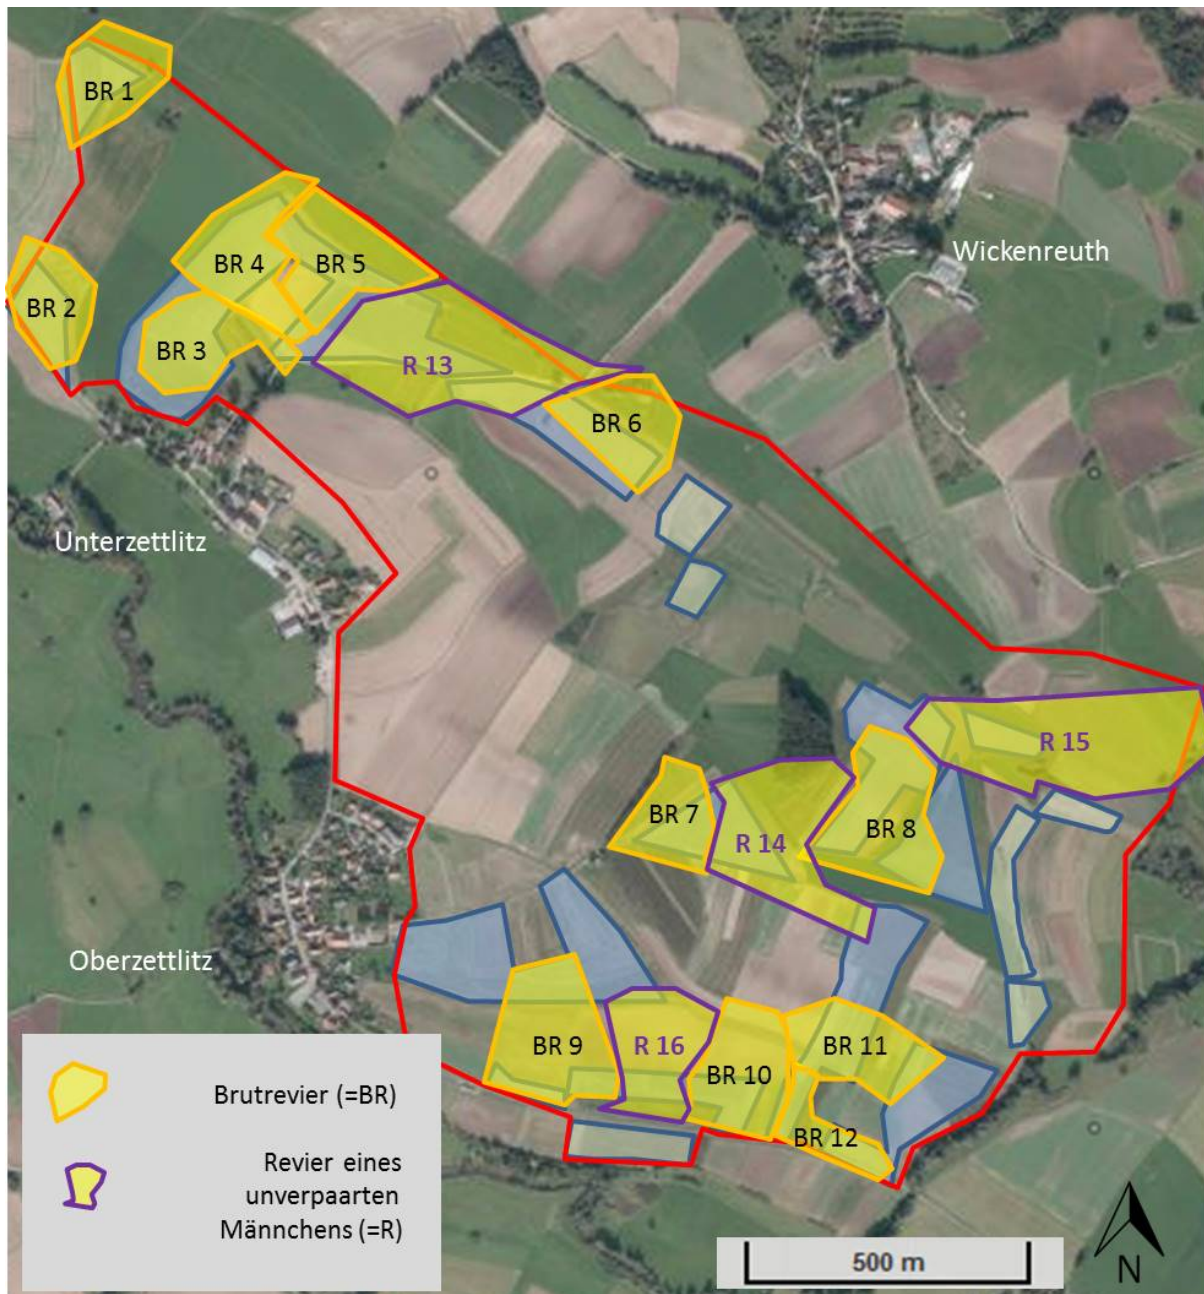 BR 1
Wickenreuth
BR 4
BR 5
BR 2
BR 3
R 13
BR 6
Unterzettlitz
R 15
BR 7
R 14
BR 8
Oberzettlitz
BR 9
R 16
BR 10
BR 11
BR 12
Brutrevier (=BR)
Revier eines
unverpaarten
Männchens (=R)
500 m
N